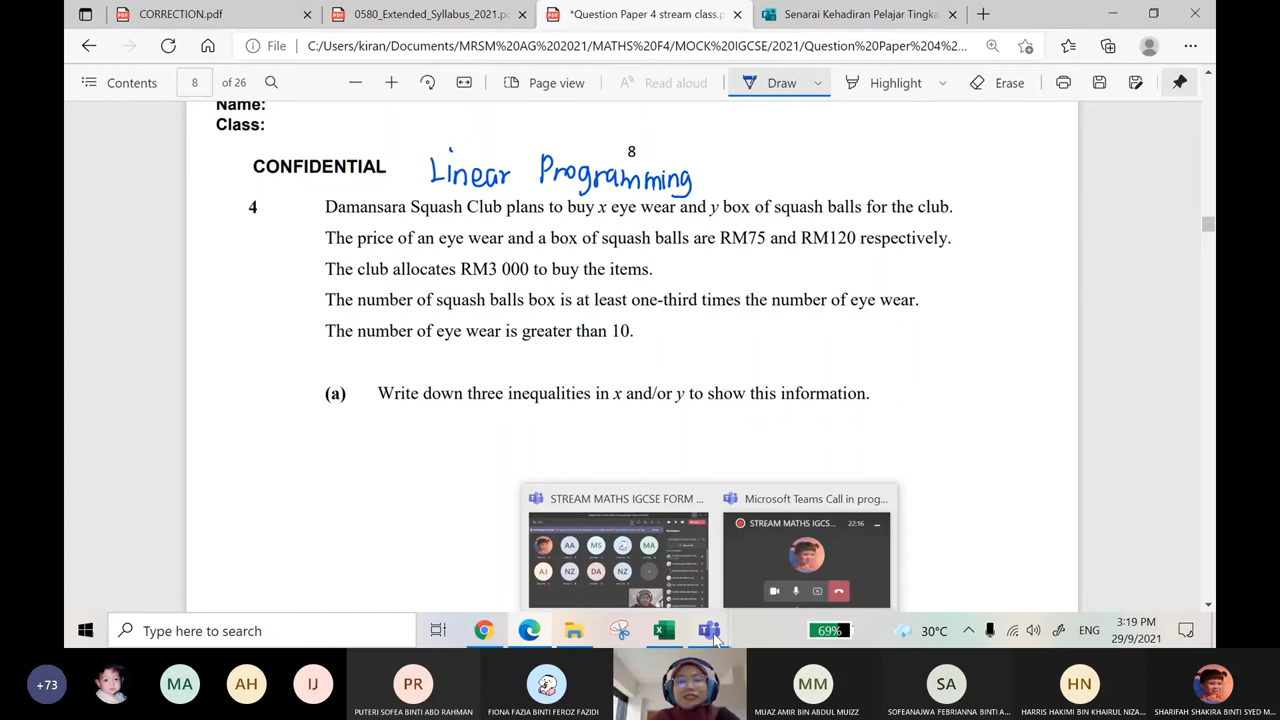 CORRECTION.pdf
0580_Extended_Syllabus_2021.p
*Question Paper 4 stream class.p
Senarai Kehadiran Pelajar Tingka
File
C:/Users/kiran/Documents/MRSM%20AG%202021/MATHS%20F4/MOCK%20IGCSE/2021/Question%20Paper%204%2...
Contents
8
of 26
Page view
Read aloud
Draw
Highlight
Erase
Name:
Class:
8
CONFIDENTIAL
Linear Programming
4 Damansara Squash Club plans to buy x eye wear and y box of squash balls for the club.
The price of an eye wear and a box of squash balls are RM75 and RM120 respectively.
The club allocates RM3 000 to buy the items.
The number of squash balls box is at least one-third times the number of eye wear.
The number of eye wear is greater than 10.
(a) Write down three inequalities in x and/or y to show this information.
STREAM MATHS IGCSE FORM ...
Microsoft Teams Call in prog...
STREAM MATHS IGCS...
22:16
AA
MS
MA
AJ
NZ
DA
NZ
Type here to search
69%
30°C
ENG
3:19 PM
29/9/2021
+73
MA
AH
IJ
PR
PUTERI SOFEA BINTI ABD RAHMAN
FIONA FAZIA BINTI FEROZ FAZIDI
MM
MUAZ AMIR BIN ABDUL MUIZZ
SA
SOFEANAJWA FEBRIANNA BINTI A...
HN
HARRIS HAKIMI BIN KHAIRUL NIZA...
SHARIFAH SHAKIRA BINTI SYED M...